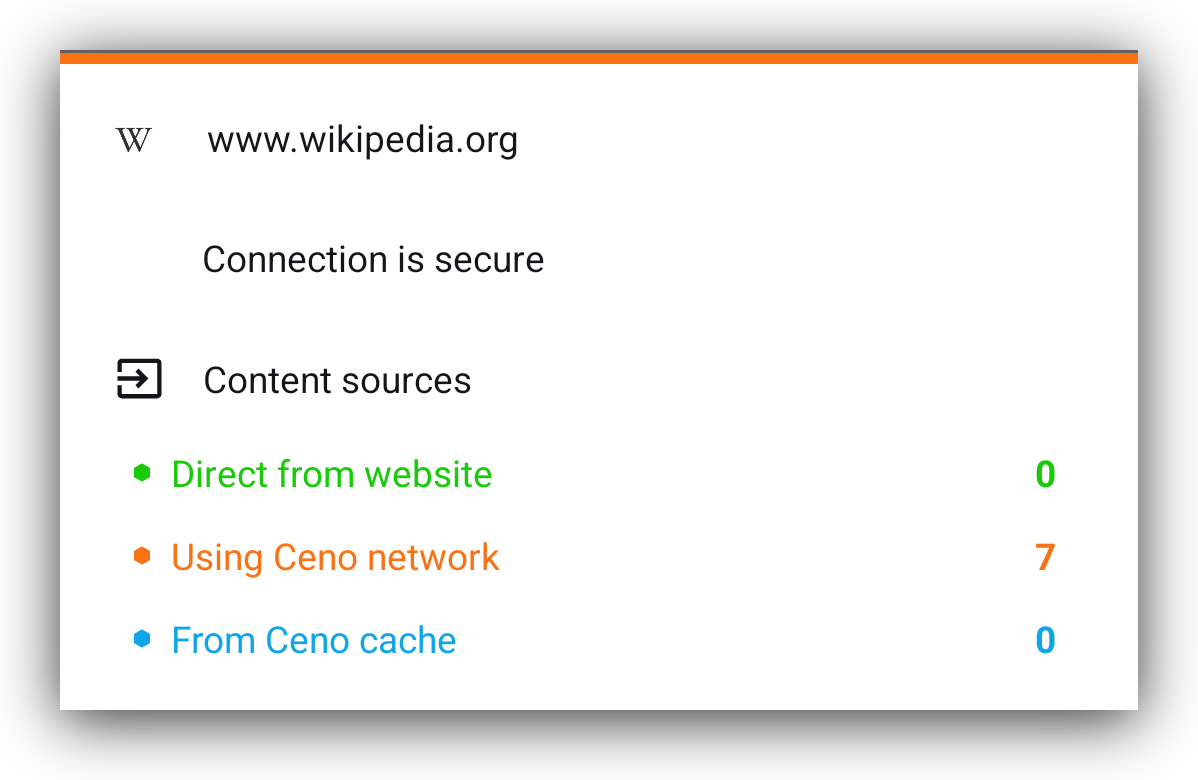 W www.wikipedia.org
Connection is secure
Content sources
Direct from website 0
Using Ceno network 7
From Ceno cache 0